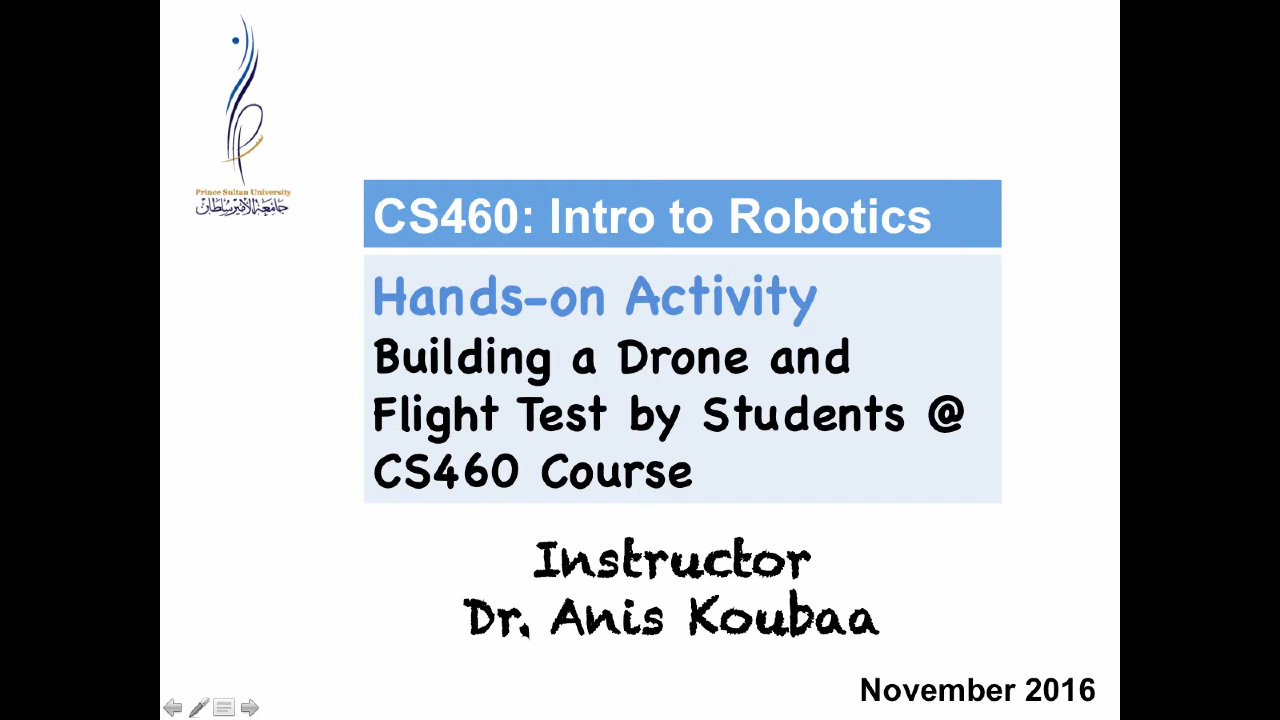 Prince Sultan University
جامعة الأمير سلطان
CS460: Intro to Robotics
Hands-on Activity
Building a Drone and
Flight Test by Students @
CS460 Course
Instructor
Dr. Anis Koubaa
November 2016